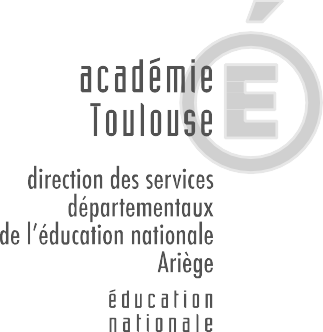 académie
Toulouse
É
direction des services
départementaux
de l'éducation nationale
Ariège
éducation
nationale